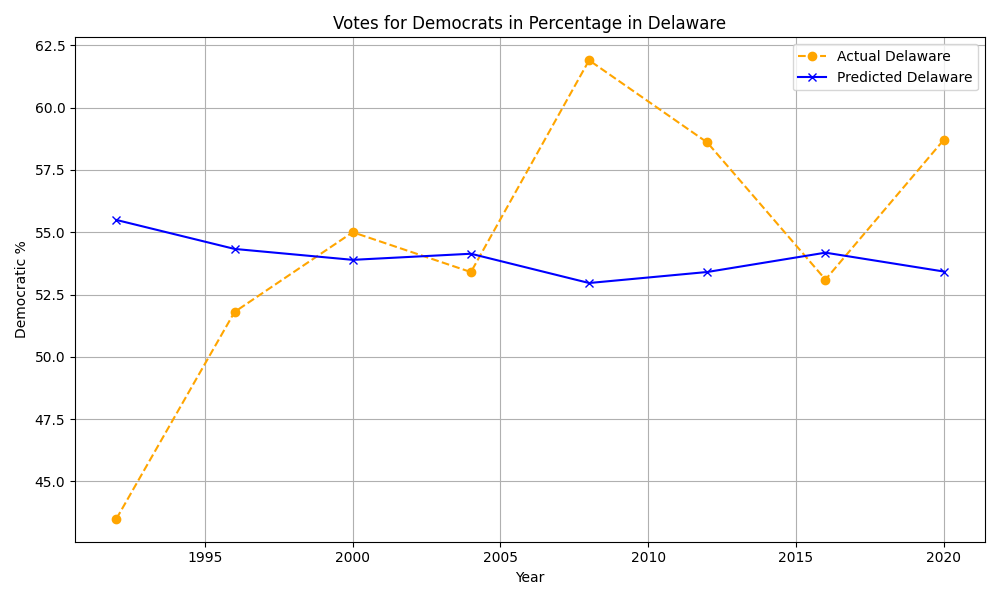 Votes for Democrats in Percentage in Delaware
Actual Delaware
Predicted Delaware
Democratic %
62.5
60.0
57.5
55.0
52.5
50.0
47.5
45.0
1995 2000 2005 2010 2015 2020
Year